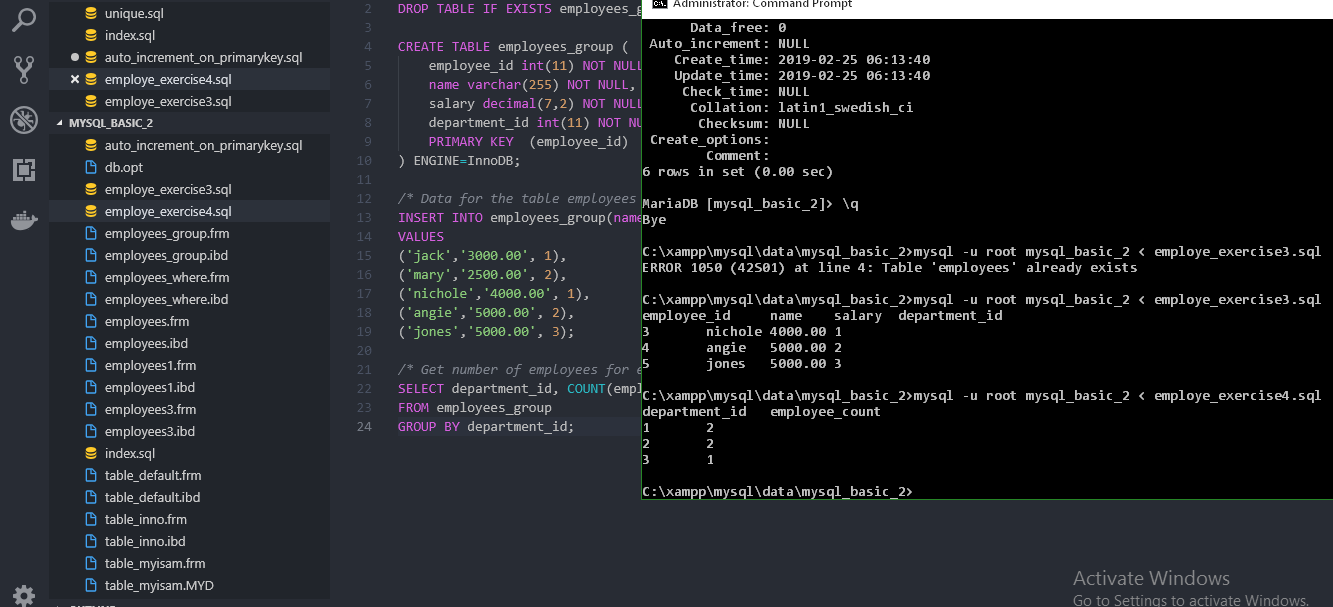 unique.sql
index.sql
auto_increment_on_primarykey.sql
employe_exercise4.sql
employe_exercise3.sql
MYSQL_BASIC_2
auto_increment_on_primarykey.sql
db.opt
employe_exercise3.sql
employe_exercise4.sql
employees_group.frm
employees_group.ibd
employees_where.frm
employees_where.ibd
employees.frm
employees.ibd
employees1.frm
employees1.ibd
employees3.frm
employees3.ibd
index.sql
table_default.frm
table_default.ibd
table_inno.frm
table_inno.ibd
table_myisam.frm
table_myisam.MYD
2 DROP TABLE IF EXISTS employees_g
3
4 CREATE TABLE employees_group (
5 employee_id int(11) NOT NULL
6 name varchar(255) NOT NULL,
7 salary decimal(7,2) NOT NULL
8 department_id int(11) NOT NU
9 PRIMARY KEY (employee_id)
10 ) ENGINE=InnoDB;
11
12 /* Data for the table employees
13 INSERT INTO employees_group(name
14 VALUES
15 ('jack','3000.00', 1),
16 ('mary','2500.00', 2),
17 ('nichole','4000.00', 1),
18 ('angie','5000.00', 2),
19 ('jones','5000.00', 3);
20
21 /* Get number of employees for e
22 SELECT department_id, COUNT(empl
23 FROM employees_group
24 GROUP BY department_id;
Administrator: Command Prompt
Data_free: 0
Auto_increment: NULL
Create_time: 2019-02-25 06:13:40
Update_time: 2019-02-25 06:13:40
Check_time: NULL
Collation: latin1_swedish_ci
Checksum: NULL
Create_options:
Comment:
6 rows in set (0.00 sec)
MariaDB [mysql_basic_2]> \q
Bye
C:\xampp\mysql\data\mysql_basic_2>mysql -u root mysql_basic_2 < employe_exercise3.sql
ERROR 1050 (42S01) at line 4: Table 'employees' already exists
C:\xampp\mysql\data\mysql_basic_2>mysql -u root mysql_basic_2 < employe_exercise3.sql
employee_id name salary department_id
3 nichole 4000.00 1
4 angie 5000.00 2
5 jones 5000.00 3
C:\xampp\mysql\data\mysql_basic_2>mysql -u root mysql_basic_2 < employe_exercise4.sql
department_id employee_count
1 2
2 2
3 1
C:\xampp\mysql\data\mysql_basic_2>
Activate Windows
Go to Settings to activate Windows.